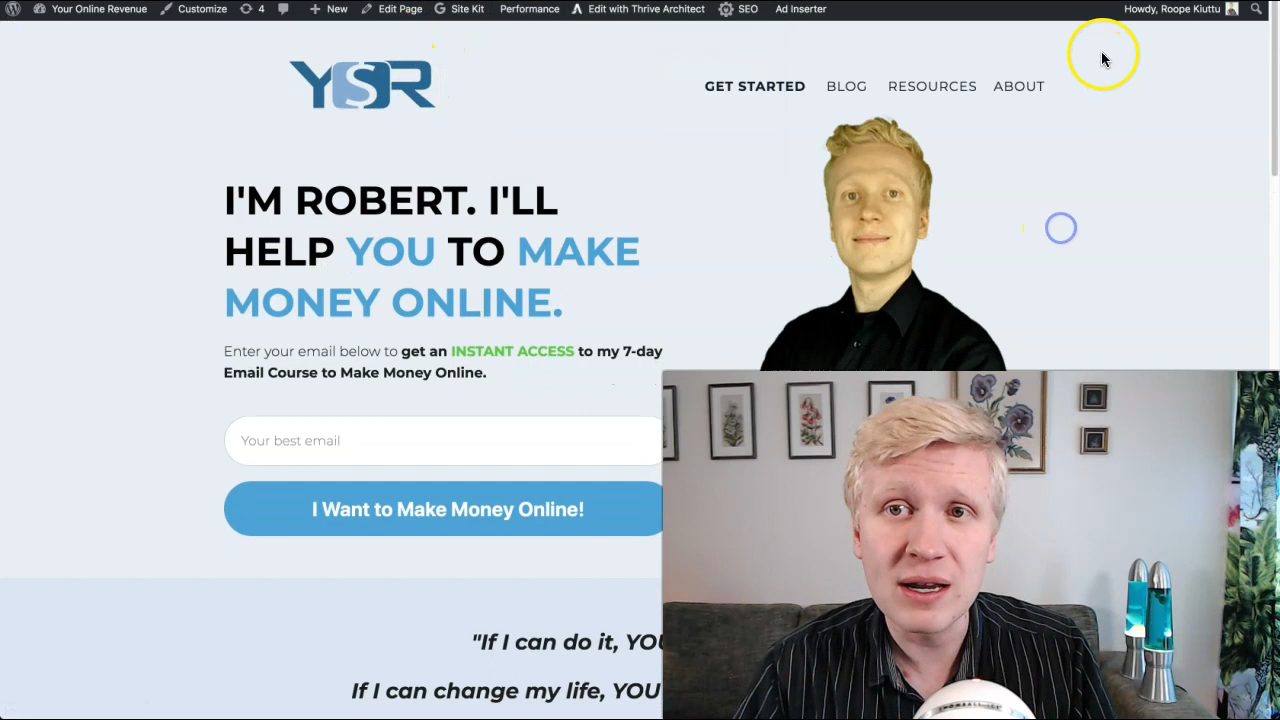 Your Online Revenue Customize 4 New Edit Page Site Kit Performance Edit with Thrive Architect SEO Ad Inserter Howdy, Roope Kiuttu
YSR
GET STARTED BLOG RESOURCES ABOUT
I'M ROBERT. I'LL
HELP YOU TO MAKE
MONEY ONLINE.
Enter your email below to get an INSTANT ACCESS to my 7-day
Email Course to Make Money Online.
Your best email
I Want to Make Money Online!
"If I can do it, YOU
If I can change my life, YOU